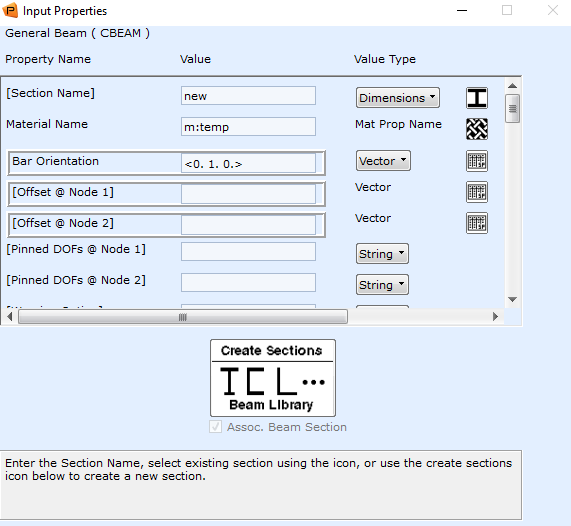 Input Properties
General Beam ( CBEAM )
Property Name Value Value Type
[Section Name] new Dimensions
Material Name m:temp Mat Prop Name
Bar Orientation <0. 1. 0.> Vector
[Offset @ Node 1] Vector
[Offset @ Node 2] Vector
[Pinned DOFs @ Node 1] String
[Pinned DOFs @ Node 2] String
Create Sections
I C L ...
Beam Library
Assoc. Beam Section
Enter the Section Name, select existing section using the icon, or use the create sections
icon below to create a new section.